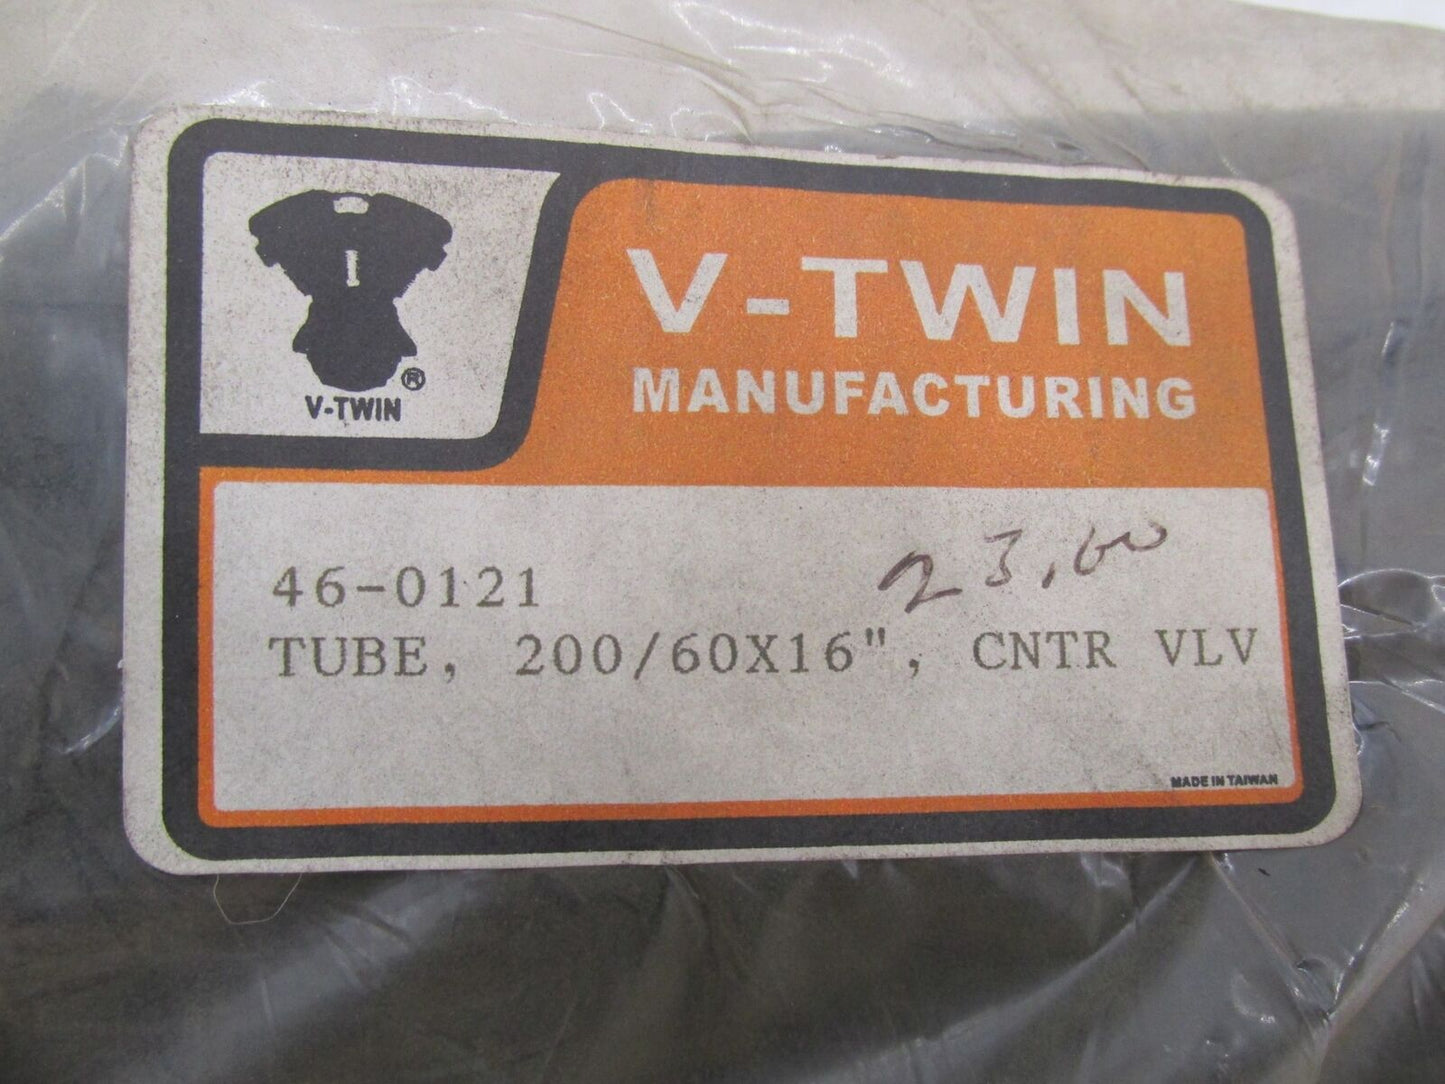 V-TWIN
MANUFACTURING
®
V-TWIN
46-0121
23,00
TUBE, 200/60X16", CNTR VLV
MADE IN TAIWAN